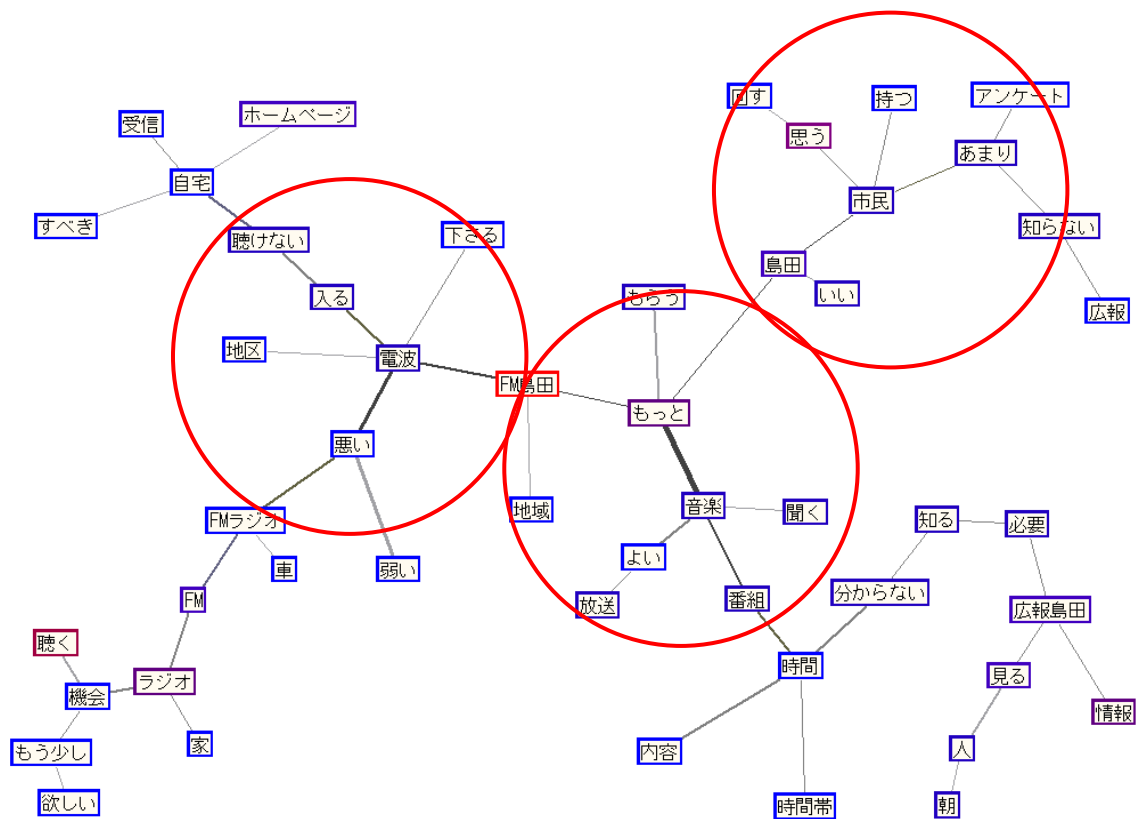 回す
持つ
アンケート
ホームページ
受信
思う
あまり
自宅
市民
すべき
聴けない
下さる
知らない
島田
いい
入る
もらう
広報
地区
電波
FM島田
もっと
悪い
音楽
聞く
地域
FMラジオ
知る
必要
よい
車
弱い
放送
番組
分からない
FM
広報島田
聴く
時間
ラジオ
見る
機会
情報
家
もう少し
内容
人
欲しい
時間帯
朝